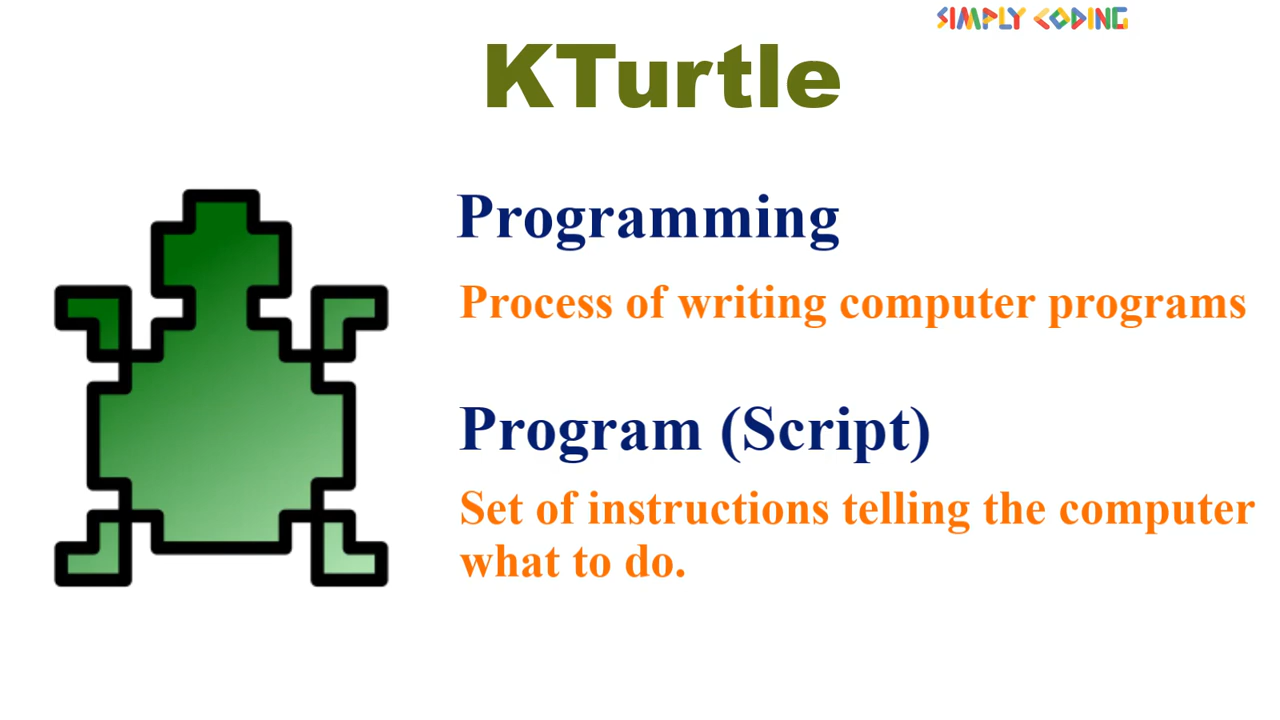 SIMPLY CODING
KTurtle
Programming
Process of writing computer programs
Program (Script)
Set of instructions telling the computer
what to do.